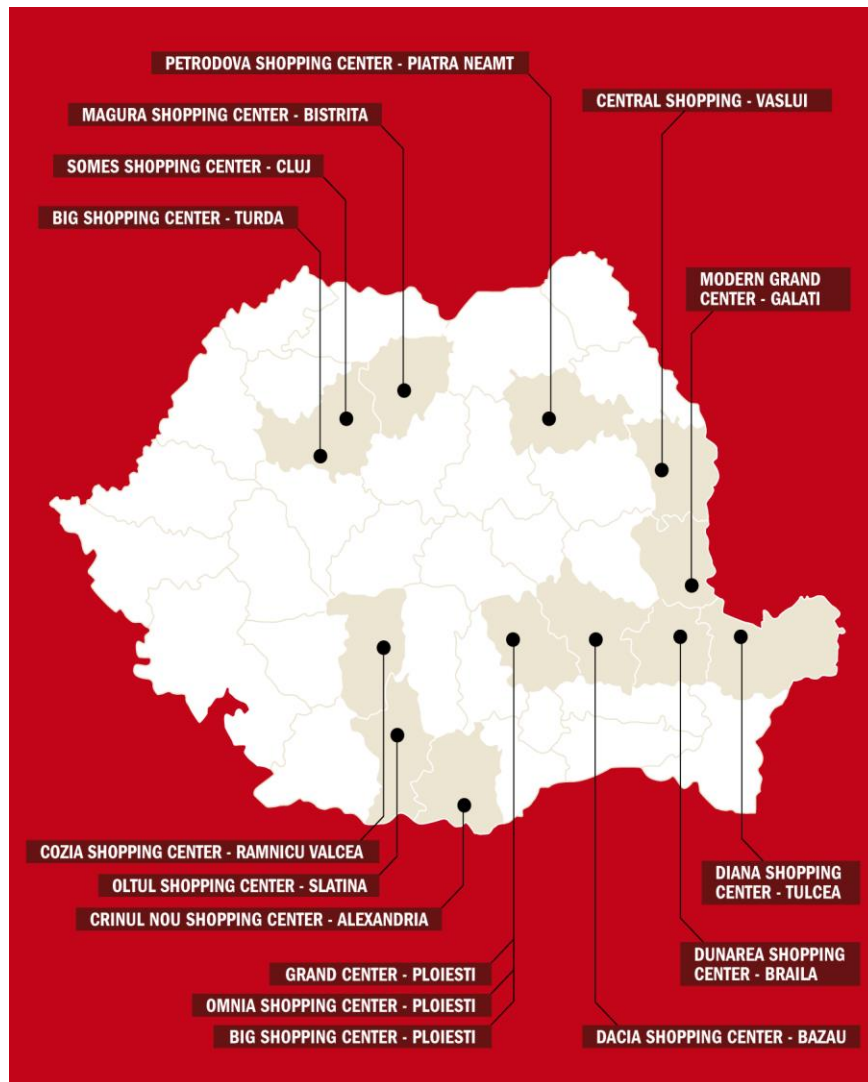 PETRODOVA SHOPPING CENTER - PIATRA NEAMT
CENTRAL SHOPPING - VASLUI
MAGURA SHOPPING CENTER - BISTRITA
SOMES SHOPPING CENTER - CLUJ
BIG SHOPPING CENTER - TURDA
MODERN GRAND
CENTER - GALATI
COZIA SHOPPING CENTER - RAMNICU VALCEA
OLTUL SHOPPING CENTER - SLATINA
CRINUL NOU SHOPPING CENTER - ALEXANDRIA
DIANA SHOPPING
CENTER - TULCEA
DUNAREA SHOPPING
CENTER - BRAILA
GRAND CENTER - PLOIESTI
OMNIA SHOPPING CENTER - PLOIESTI
BIG SHOPPING CENTER - PLOIESTI
DACIA SHOPPING CENTER - BAZAU